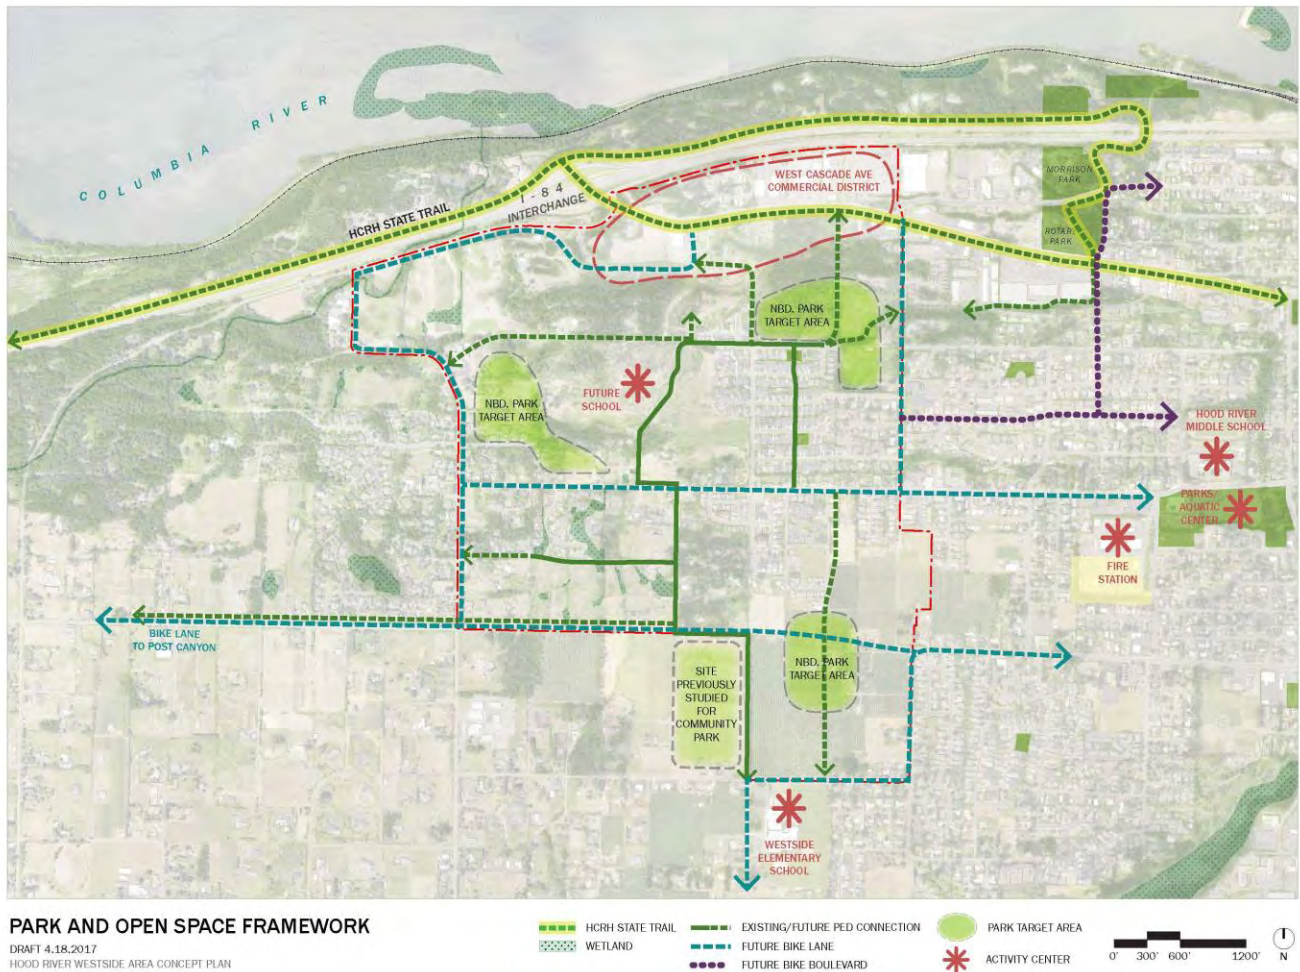 COLUMBIA RIVER
HCRH STATE TRAIL
I-84
INTERCHANGE
WEST CASCADE AVE
COMMERCIAL DISTRICT
MORRISON
PARK
ROTARY
PARK
NBD. PARK
TARGET AREA
NBD. PARK
TARGET AREA
FUTURE
SCHOOL
HOOD RIVER
MIDDLE SCHOOL
PARKS/
AQUATIC
CENTER
FIRE
STATION
BIKE LANE
TO POST CANYON
SITE
PREVIOUSLY
STUDIED
FOR
COMMUNITY
PARK
NBD. PARK
TARGET AREA
WESTSIDE
ELEMENTARY
SCHOOL
PARK AND OPEN SPACE FRAMEWORK
DRAFT 4.18.2017
HOOD RIVER WESTSIDE AREA CONCEPT PLAN
HCRH STATE TRAIL
WETLAND
EXISTING/FUTURE PED CONNECTION
FUTURE BIKE LANE
FUTURE BIKE BOULEVARD
PARK TARGET AREA
ACTIVITY CENTER
0' 300' 600' 1200'
N